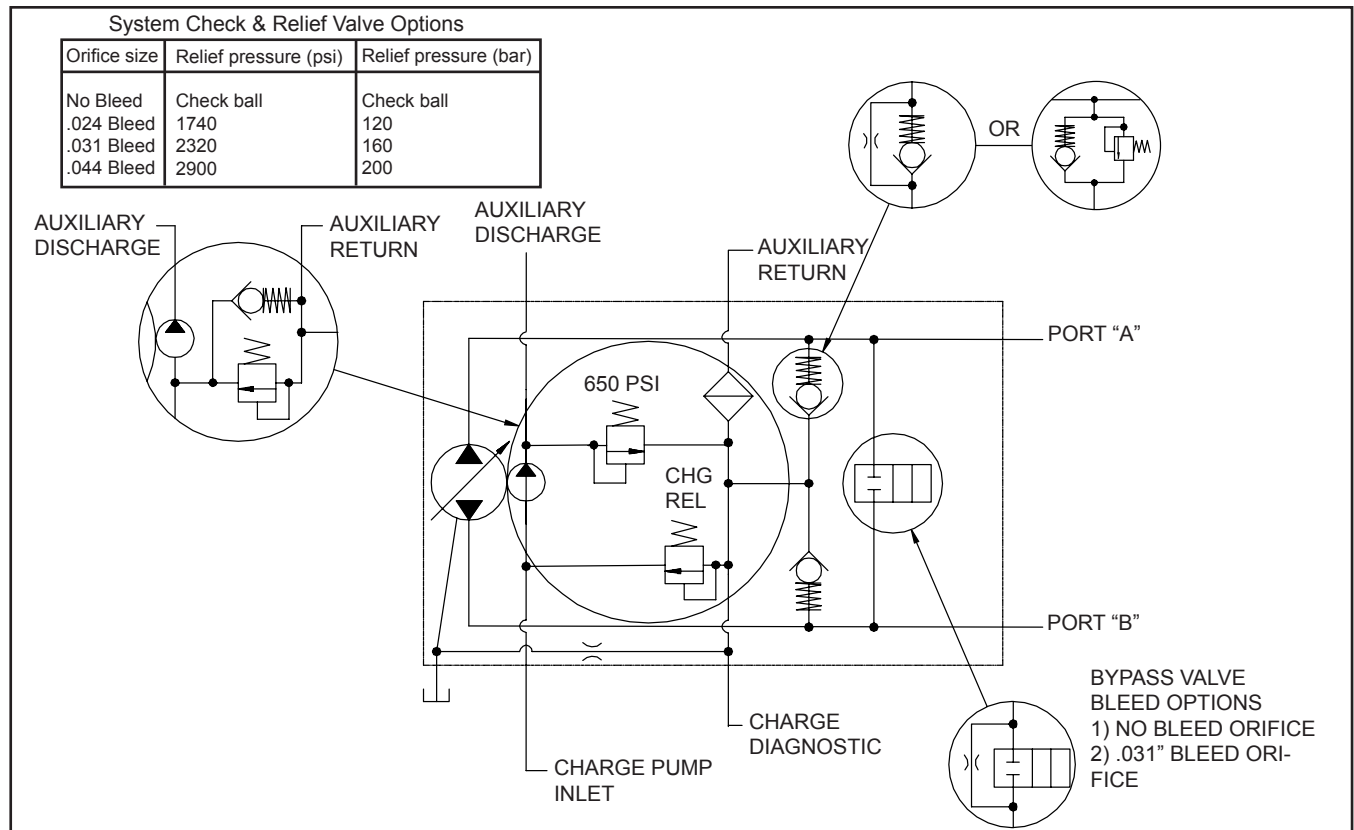 System Check & Relief Valve Options
Orifice size Relief pressure (psi) Relief pressure (bar)
No Bleed Check ball Check ball
.024 Bleed 1740 120
.031 Bleed 2320 160
.044 Bleed 2900 200
OR
AUXILIARY
DISCHARGE
AUXILIARY
RETURN
AUXILIARY
DISCHARGE
AUXILIARY
RETURN
PORT “A”
650 PSI
CHG
REL
PORT “B”
CHARGE
DIAGNOSTIC
CHARGE PUMP
INLET
BYPASS VALVE
BLEED OPTIONS
1) NO BLEED ORIFICE
2) .031” BLEED ORI-
FICE